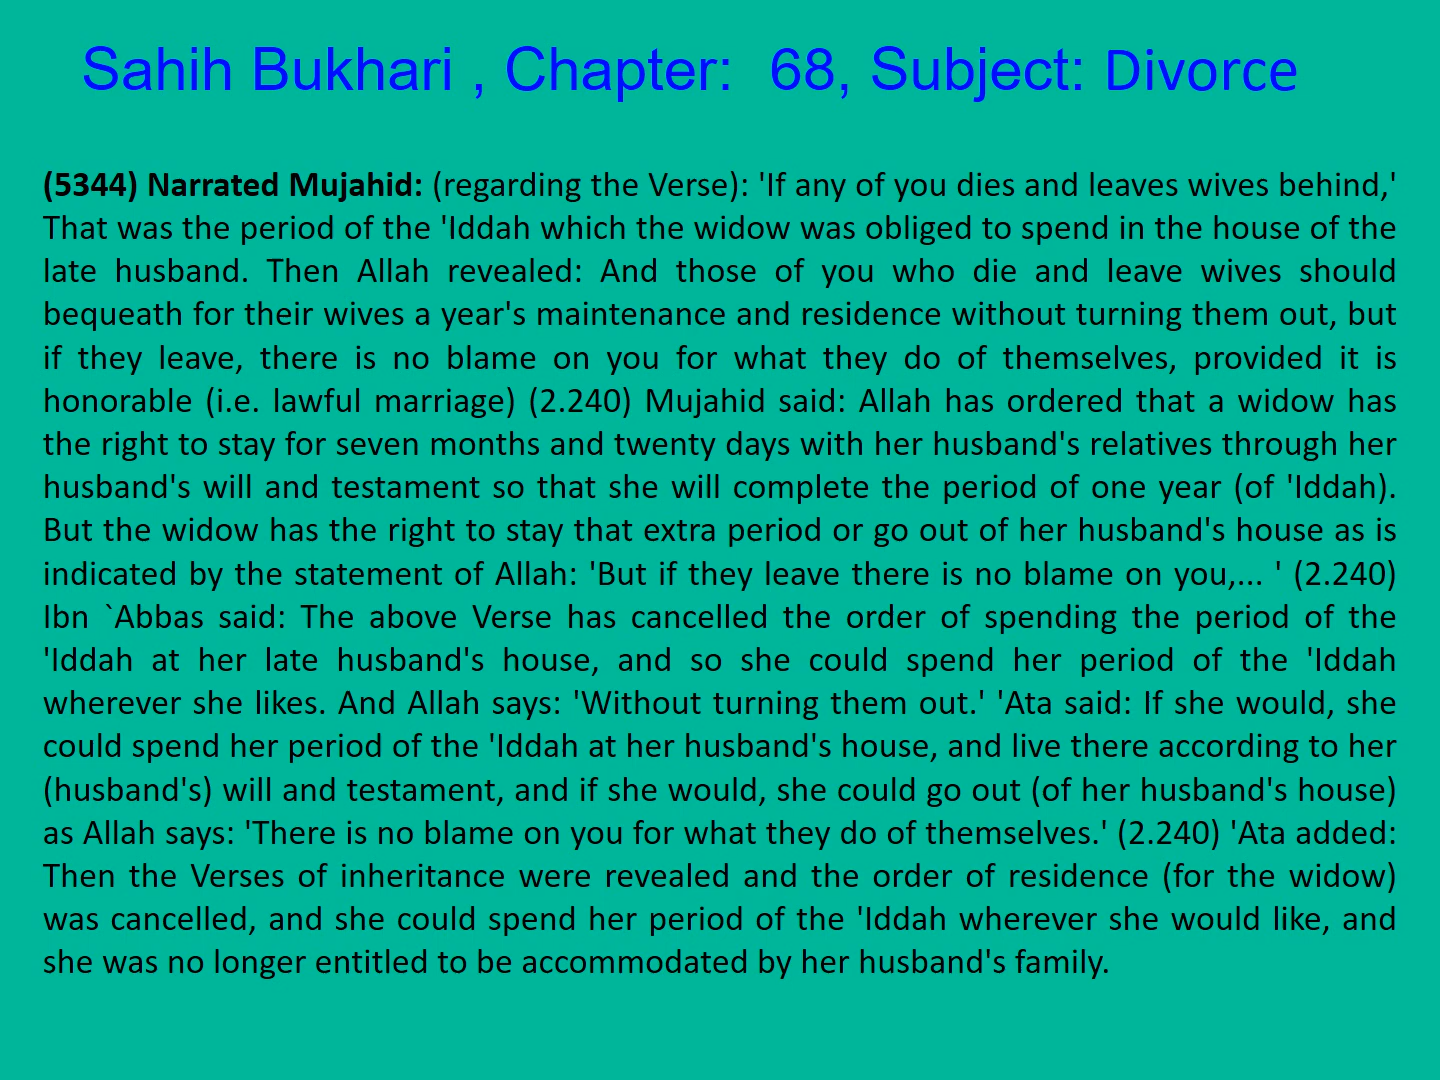 Sahih Bukhari , Chapter:  68, Subject: Divorce
(5344) Narrated Mujahid: (regarding the Verse): 'If any of you dies and leaves wives behind,'
That was the period of the 'Iddah which the widow was obliged to spend in the house of the
late husband. Then Allah revealed: And those of you who die and leave wives should
bequeath for their wives a year's maintenance and residence without turning them out, but
if they leave, there is no blame on you for what they do of themselves, provided it is
honorable (i.e. lawful marriage) (2.240) Mujahid said: Allah has ordered that a widow has
the right to stay for seven months and twenty days with her husband's relatives through her
husband's will and testament so that she will complete the period of one year (of 'Iddah).
But the widow has the right to stay that extra period or go out of her husband's house as is
indicated by the statement of Allah: 'But if they leave there is no blame on you,... ' (2.240)
Ibn `Abbas said: The above Verse has cancelled the order of spending the period of the
'Iddah at her late husband's house, and so she could spend her period of the 'Iddah
wherever she likes. And Allah says: 'Without turning them out.' 'Ata said: If she would, she
could spend her period of the 'Iddah at her husband's house, and live there according to her
(husband's) will and testament, and if she would, she could go out (of her husband's house)
as Allah says: 'There is no blame on you for what they do of themselves.' (2.240) 'Ata added:
Then the Verses of inheritance were revealed and the order of residence (for the widow)
was cancelled, and she could spend her period of the 'Iddah wherever she would like, and
she was no longer entitled to be accommodated by her husband's family.